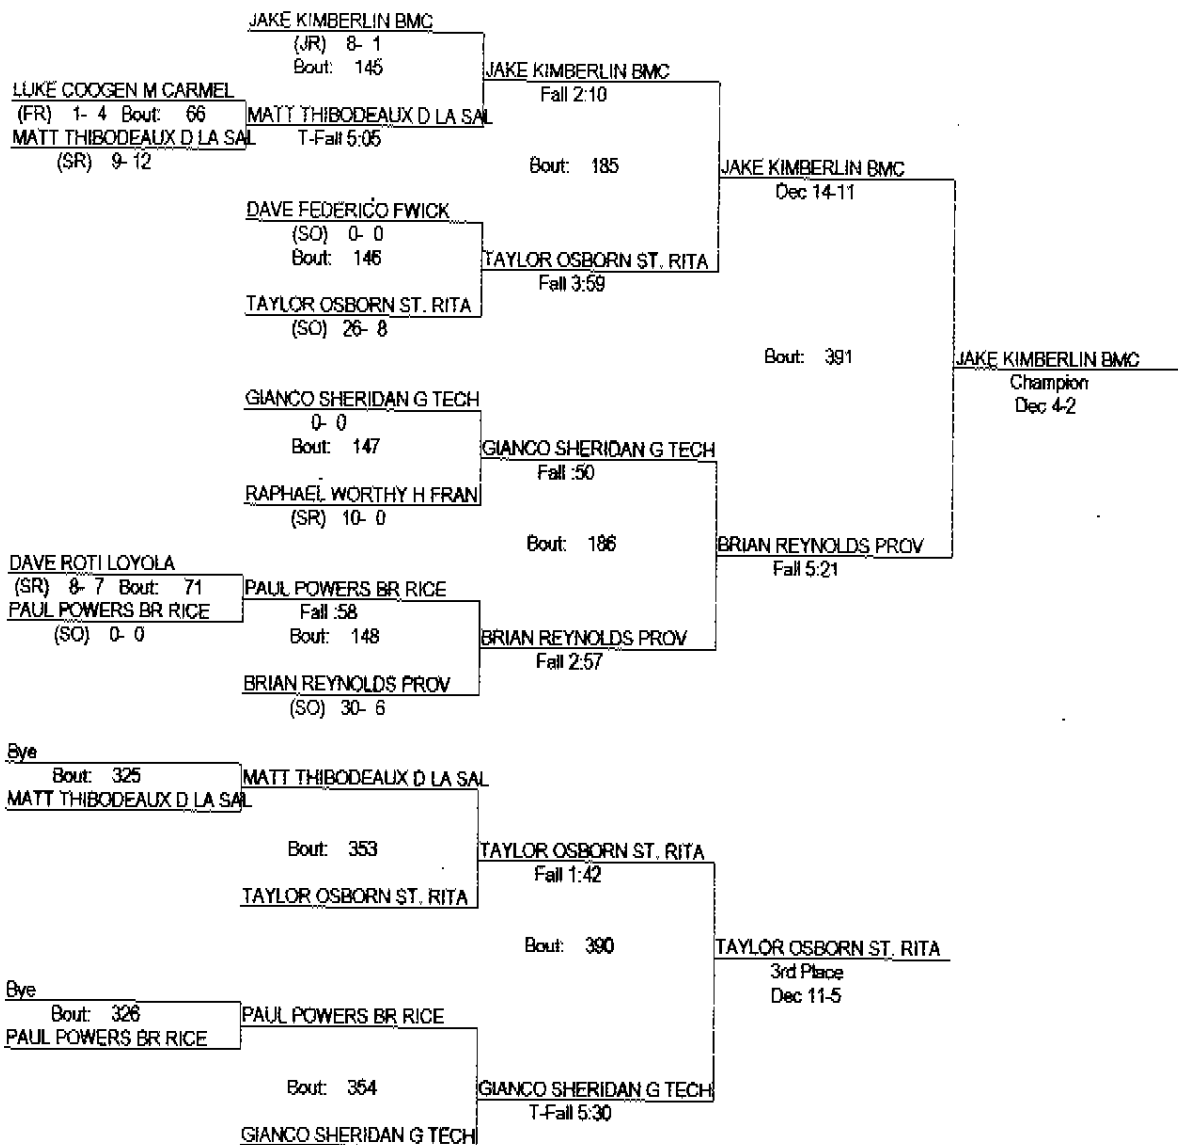 JAKE KIMBERLIN BMC
(JR) 8- 1
Bout: 145
JAKE KIMBERLIN BMC
Fall 2:10
LUKE COOGEN M CARMEL
(FR) 1- 4 Bout: 66
MATT THIBODEAUX D LA SAL
T-Fall 5:05
MATT THIBODEAUX D LA SAL
(SR) 9- 12
Bout: 185
JAKE KIMBERLIN BMC
Dec 14-11
DAVE FEDERICO FWICK
(SO) 0- 0
Bout: 146
TAYLOR OSBORN ST. RITA
Fall 3:59
TAYLOR OSBORN ST. RITA
(SO) 26- 8
Bout: 391
JAKE KIMBERLIN BMC
Champion
Dec 4-2
GIANCO SHERIDAN G TECH
0- 0
Bout: 147
GIANCO SHERIDAN G TECH
Fall :50
RAPHAEL WORTHY H FRAN
(SR) 10- 0
Bout: 186
BRIAN REYNOLDS PROV
Fall 5:21
DAVE ROTI LOYOLA
(SR) 8- 7 Bout: 71
PAUL POWERS BR RICE
Fall :58
PAUL POWERS BR RICE
(SO) 0- 0
Bout: 148
BRIAN REYNOLDS PROV
Fall 2:57
BRIAN REYNOLDS PROV
(SO) 30- 6
Bye
Bout: 325
MATT THIBODEAUX D LA SAL
MATT THIBODEAUX D LA SAL
Bout: 353
TAYLOR OSBORN ST. RITA
Fall 1:42
TAYLOR OSBORN ST. RITA
Bout: 390
TAYLOR OSBORN ST. RITA
3rd Place
Dec 11-5
Bye
Bout: 326
PAUL POWERS BR RICE
PAUL POWERS BR RICE
Bout: 354
GIANCO SHERIDAN G TECH
T-Fall 5:30
GIANCO SHERIDAN G TECH